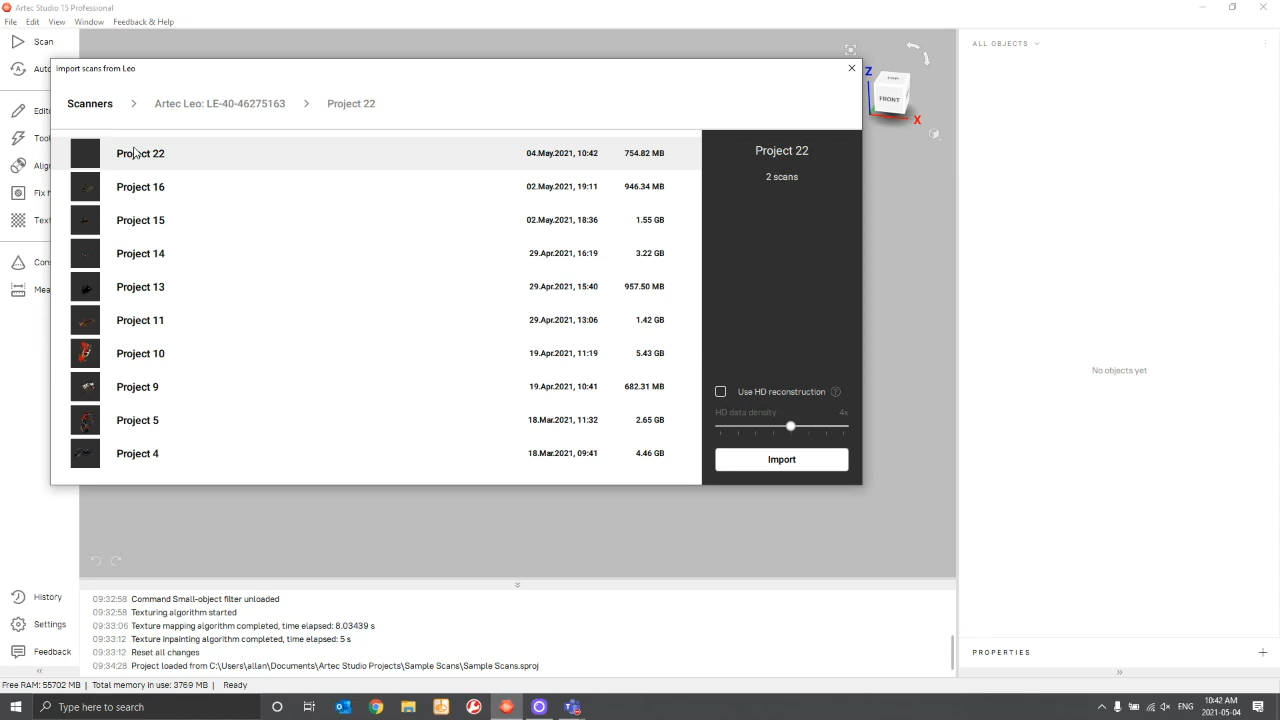 Artec Studio 15 Professional
File Edit View Window Feedback & Help
Scan
ALL OBJECTS
Import scans from Leo
Scanners > Artec Leo: LE-40-46275163 > Project 22
Z
FRONT
X
Project 22 04.May.2021, 10:42 754.82 MB
Project 16 02.May.2021, 19:11 946.34 MB
Project 15 02.May.2021, 18:36 1.55 GB
Project 14 29.Apr.2021, 16:19 3.22 GB
Project 13 29.Apr.2021, 15:40 957.50 MB
Project 11 29.Apr.2021, 13:06 1.42 GB
Project 10 19.Apr.2021, 11:19 5.43 GB
Project 9 19.Apr.2021, 10:41 682.31 MB
Project 5 18.Mar.2021, 11:32 2.65 GB
Project 4 18.Mar.2021, 09:41 4.46 GB
Project 22
2 scans
Use HD reconstruction ?
HD data density 4x
Import
Aut
Edit
Too
Alig
Fix h
Text
Con
Mea
No objects yet
History
Settings
Feedback
09:32:58 Command Small-object filter unloaded
09:32:58 Texturing algorithm started
09:33:06 Texture mapping algorithm completed, time elapsed: 8.03439 s
09:33:12 Texture inpainting algorithm completed, time elapsed: 5 s
09:33:12 Reset all changes
09:34:28 Project loaded from C:\Users\allan\Documents\Artec Studio Projects\Sample Scans\Sample Scans.sproj
PROPERTIES
Free RAM: 55702 MB | Total memory in use: 3769 MB | Ready
Type here to search
ENG
10:42 AM
2021-05-04